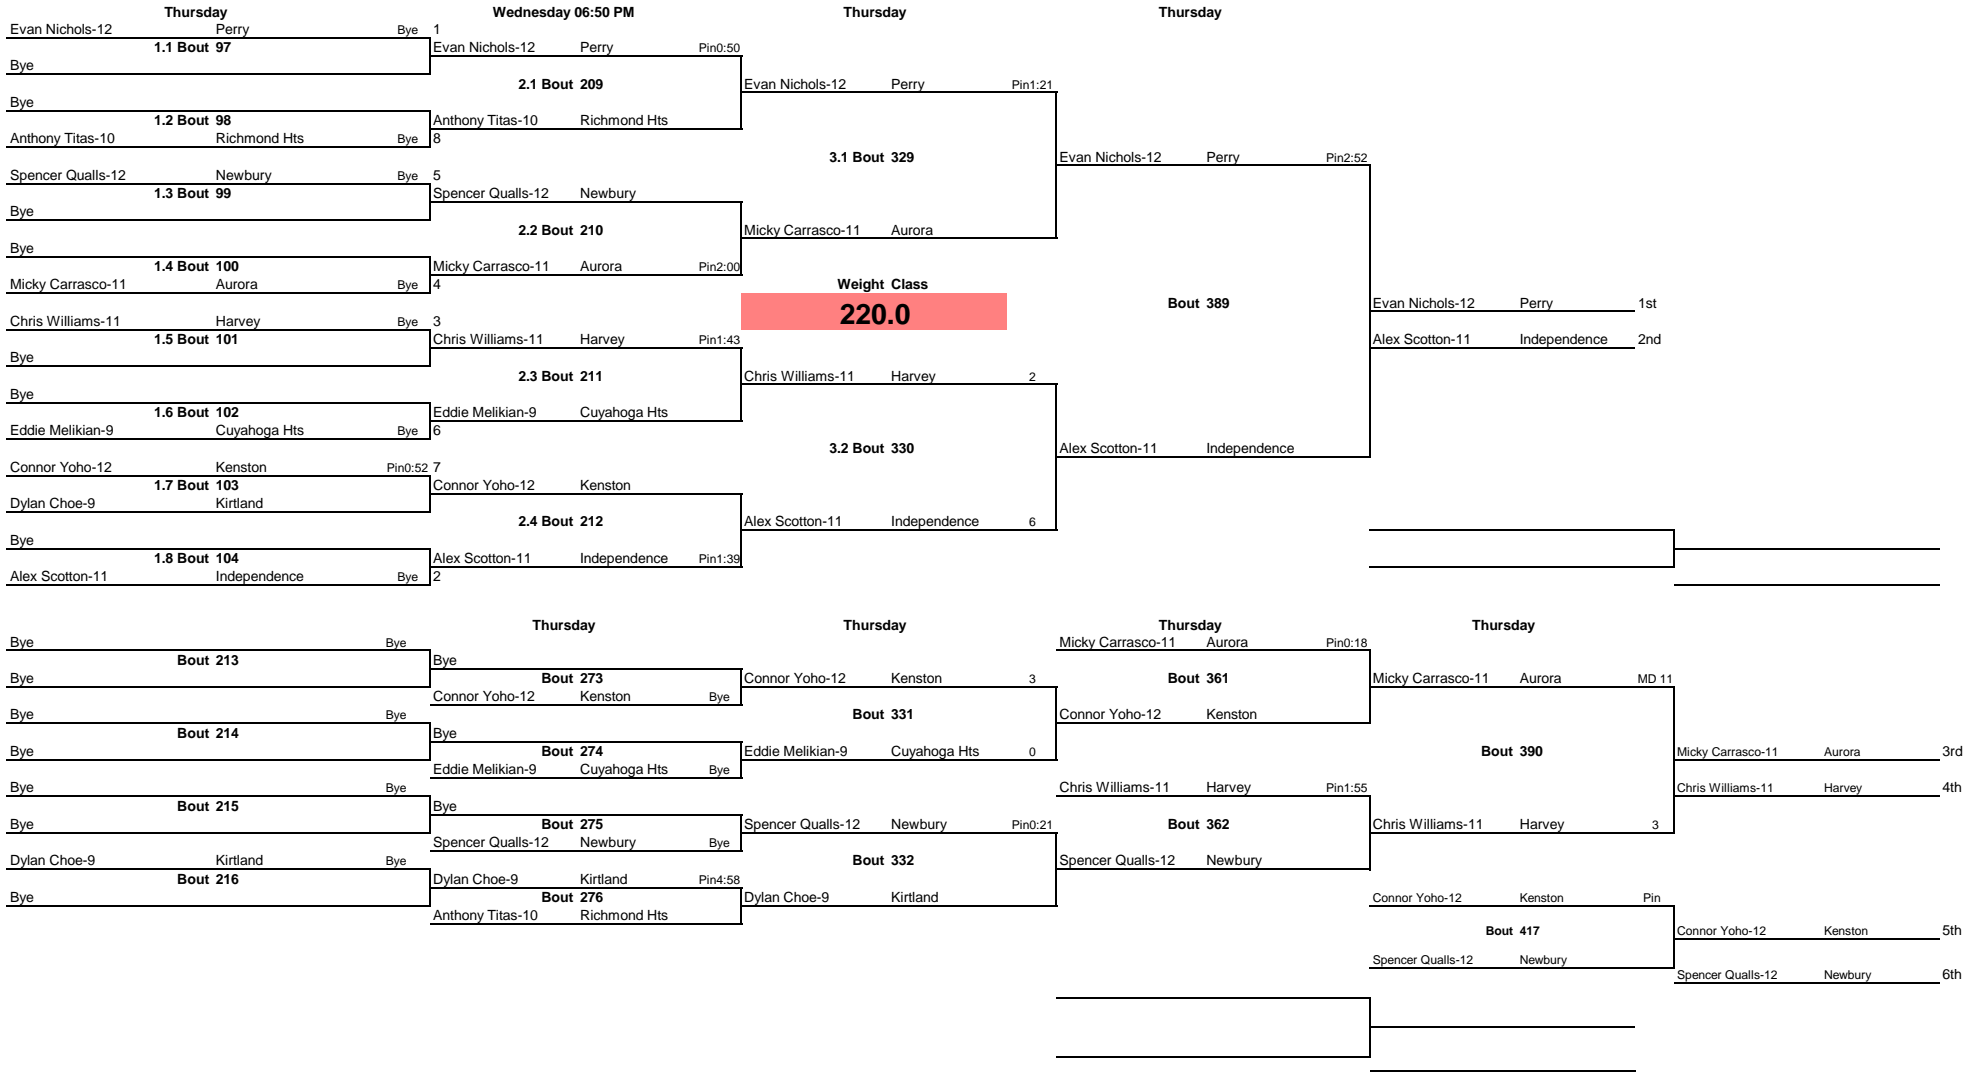 Thursday Wednesday 06:50 PM Thursday Thursday
Evan Nichols-12 Perry Bye 1
1.1 Bout 97 Evan Nichols-12 Perry Pin0:50
Bye
2.1 Bout 209 Evan Nichols-12 Perry Pin1:21
Bye
1.2 Bout 98 Anthony Titas-10 Richmond Hts
Anthony Titas-10 Richmond Hts Bye 8
3.1 Bout 329 Evan Nichols-12 Perry Pin2:52
Spencer Qualls-12 Newbury Bye 5
1.3 Bout 99 Spencer Qualls-12 Newbury
Bye
2.2 Bout 210 Micky Carrasco-11 Aurora
Bye
1.4 Bout 100 Micky Carrasco-11 Aurora Pin2:00
Micky Carrasco-11 Aurora Bye 4 Weight Class
Bout 389 Evan Nichols-12 Perry 1st
220.0
Chris Williams-11 Harvey Bye 3
1.5 Bout 101 Chris Williams-11 Harvey Pin1:43 Alex Scotton-11 Independence 2nd
Bye
2.3 Bout 211 Chris Williams-11 Harvey 2
Bye
1.6 Bout 102 Eddie Melikian-9 Cuyahoga Hts
Eddie Melikian-9 Cuyahoga Hts Bye 6
3.2 Bout 330 Alex Scotton-11 Independence
Connor Yoho-12 Kenston Pin0:52 7
1.7 Bout 103 Connor Yoho-12 Kenston
Dylan Choe-9 Kirtland
2.4 Bout 212 Alex Scotton-11 Independence 6
Bye
1.8 Bout 104 Alex Scotton-11 Independence Pin1:39
Alex Scotton-11 Independence Bye 2
Thursday Thursday Thursday Thursday
Bye Bye Micky Carrasco-11 Aurora Pin0:18
Bout 213 Bye
Bye Bout 273 Connor Yoho-12 Kenston 3 Bout 361 Micky Carrasco-11 Aurora MD 11
Connor Yoho-12 Kenston Bye
Bye Bye Bout 331 Connor Yoho-12 Kenston
Bout 214 Bye
Bye Bout 274 Eddie Melikian-9 Cuyahoga Hts 0 Bout 390 Micky Carrasco-11 Aurora 3rd
Eddie Melikian-9 Cuyahoga Hts Bye
Bye Bye Chris Williams-11 Harvey Pin1:55 Chris Williams-11 Harvey 4th
Bout 215 Bye
Bye Bout 275 Spencer Qualls-12 Newbury Pin0:21 Bout 362 Chris Williams-11 Harvey 3
Spencer Qualls-12 Newbury Bye
Dylan Choe-9 Kirtland Bye Bout 332 Spencer Qualls-12 Newbury
Bout 216 Dylan Choe-9 Kirtland Pin4:58
Bye Bout 276 Dylan Choe-9 Kirtland Connor Yoho-12 Kenston Pin
Anthony Titas-10 Richmond Hts
Bout 417 Connor Yoho-12 Kenston 5th
Spencer Qualls-12 Newbury
Spencer Qualls-12 Newbury 6th